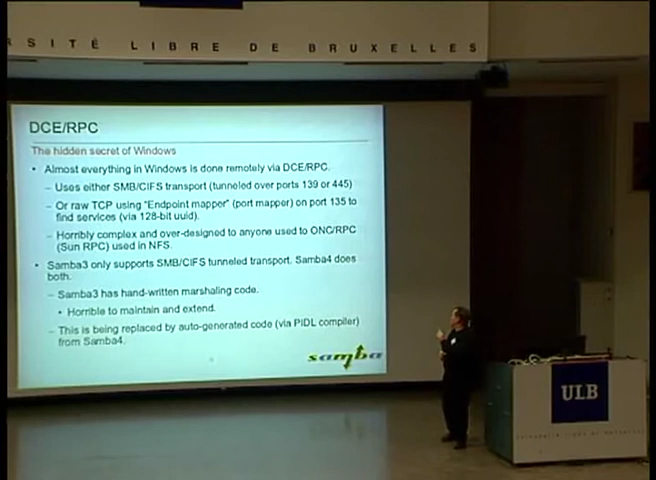 RSITÉ LIBRE DE BRUXELLES
DCE/RPC
The hidden secret of Windows
• Almost everything in Windows is done remotely via DCE/RPC.
– Uses either SMB/CIFS transport (tunneled over ports 139 or 445)
– Or raw TCP using "Endpoint mapper" (port mapper) on port 135 to
find services (via 128-bit uuid).
– Horribly complex and over-designed to anyone used to ONC/RPC
(Sun RPC) used in NFS.
• Samba3 only supports SMB/CIFS tunneled transport. Samba4 does
both.
– Samba3 has hand-written marshaling code.
• Horrible to maintain and extend.
– This is being replaced by auto-generated code (via PIDL compiler)
from Samba4.
samba
ULB